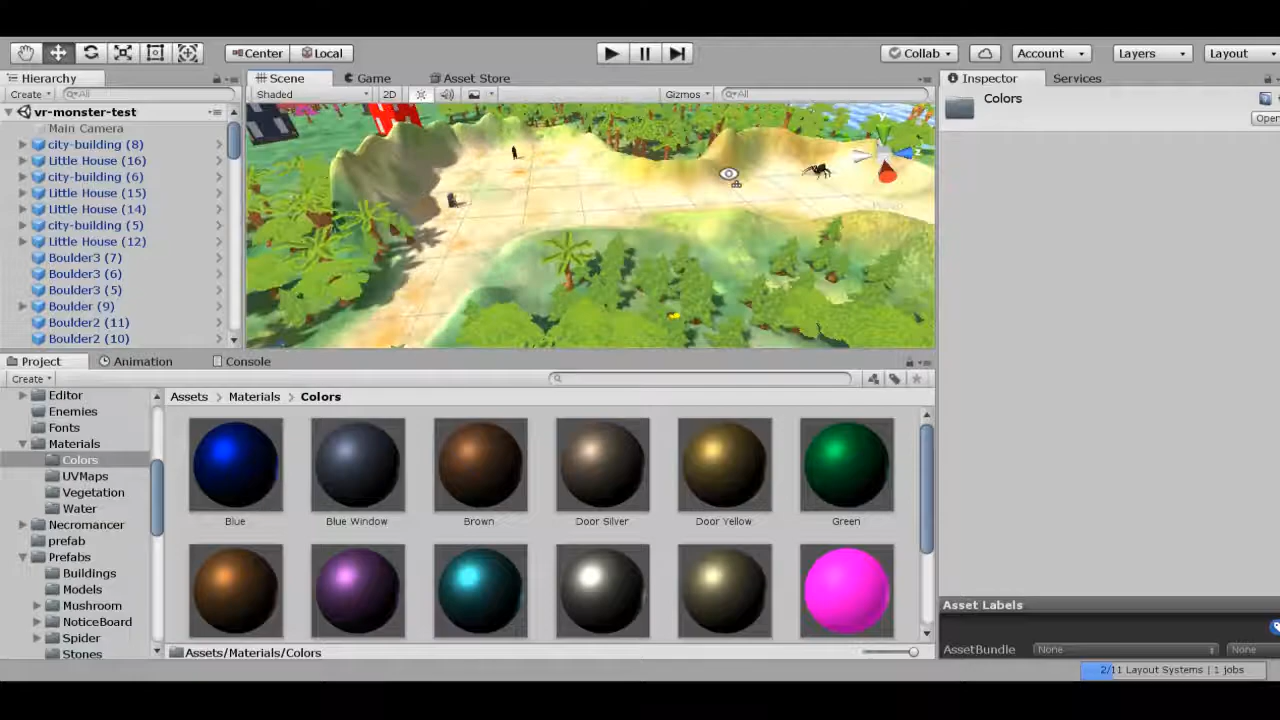 Center Local Collab Account Layers Layout
Hierarchy Scene Game Asset Store Inspector Services
Create All Shaded 2D Gizmos All Colors
Open
vr-monster-test
Main Camera
city-building (8)
Little House (16)
city-building (6)
Little House (15)
Little House (14)
city-building (5)
Little House (12)
Boulder3 (7)
Boulder3 (6)
Boulder3 (5)
Boulder (9)
Boulder2 (11)
Boulder2 (10)
y
z
Persp
Project Animation Console
Create
Editor
Enemies
Fonts
Materials
Colors
UVMaps
Vegetation
Water
Necromancer
prefab
Prefabs
Buildings
Models
Mushroom
NoticeBoard
Spider
Stones
Assets > Materials > Colors
Blue Blue Window Brown Door Silver Door Yellow Green
Assets/Materials/Colors
Asset Labels
AssetBundle None None
2/11 Layout Systems | 1 jobs